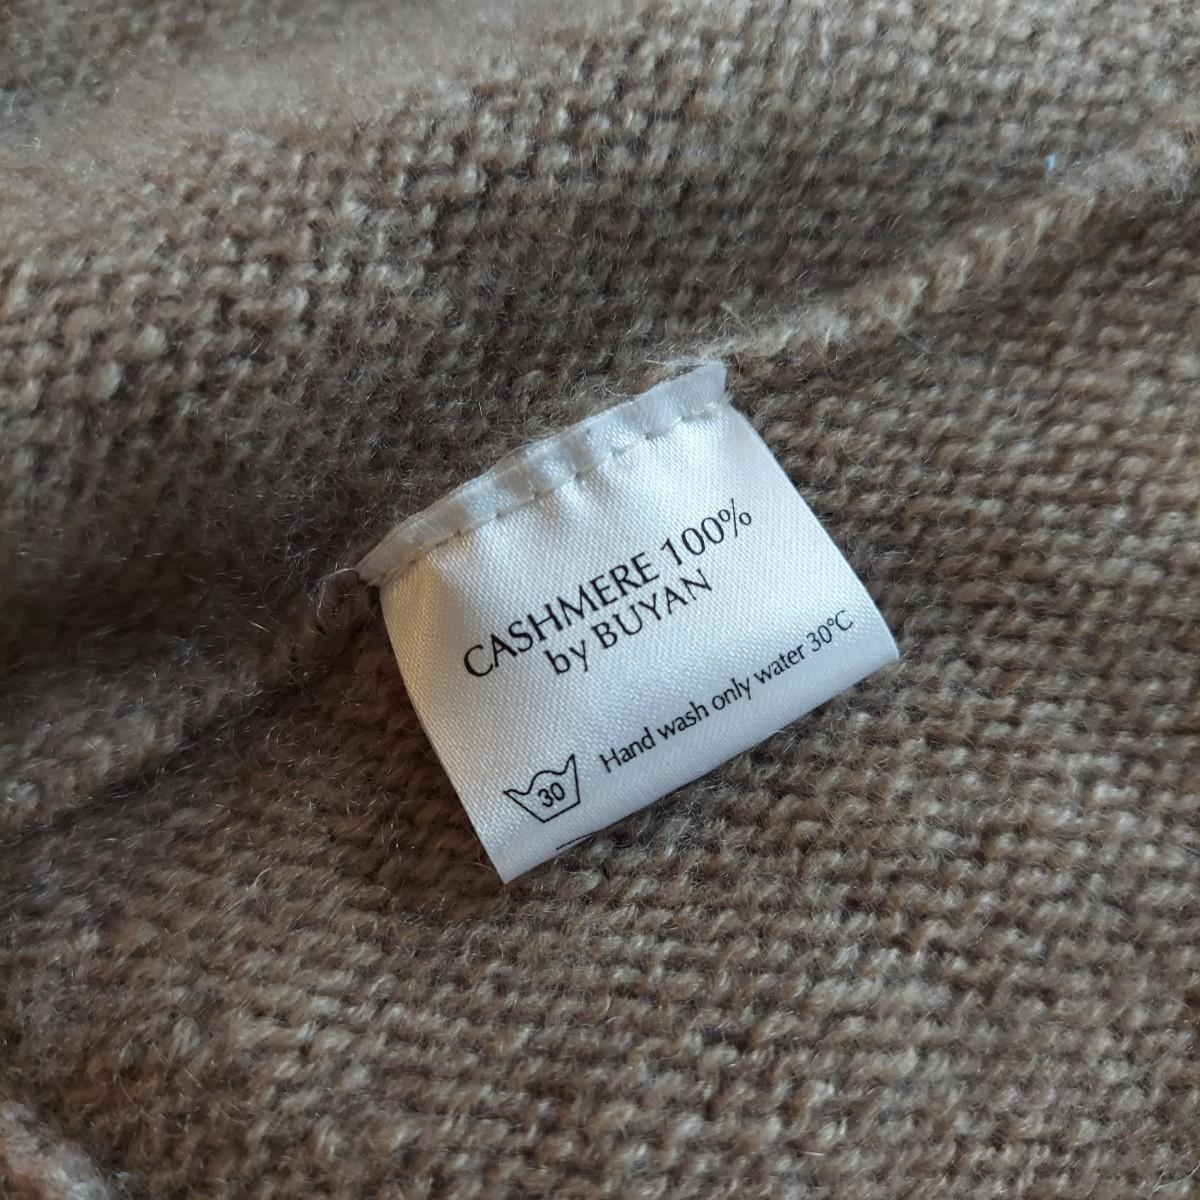 CASHMERE 100%
by BUYAN
Hand wash only water 30°C
30